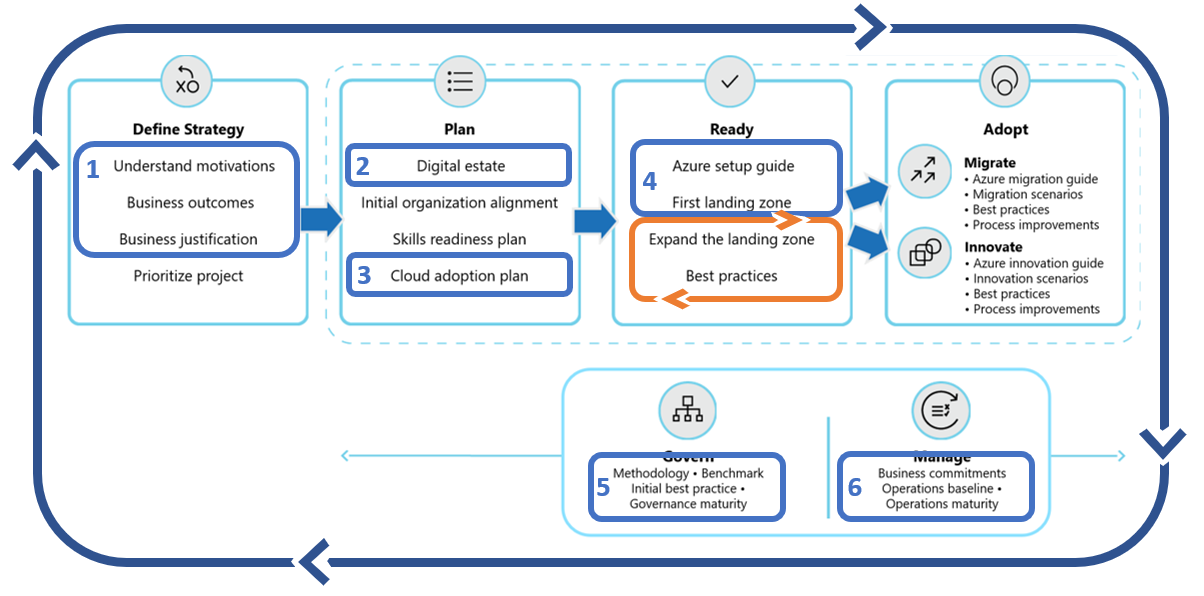 XO
Define Strategy
1
Understand motivations
Business outcomes
Business justification
Prioritize project
Plan
2
Digital estate
Initial organization alignment
Skills readiness plan
3
Cloud adoption plan
Ready
4
Azure setup guide
First landing zone
Expand the landing zone
Best practices
Adopt
Migrate
• Azure migration guide
• Migration scenarios
• Best practices
• Process improvements
Innovate
• Azure innovation guide
• Innovation scenarios
• Best practices
• Process improvements
Govern
5
Methodology • Benchmark
Initial best practice •
Governance maturity
Manage
6
Business commitments
Operations baseline •
Operations maturity